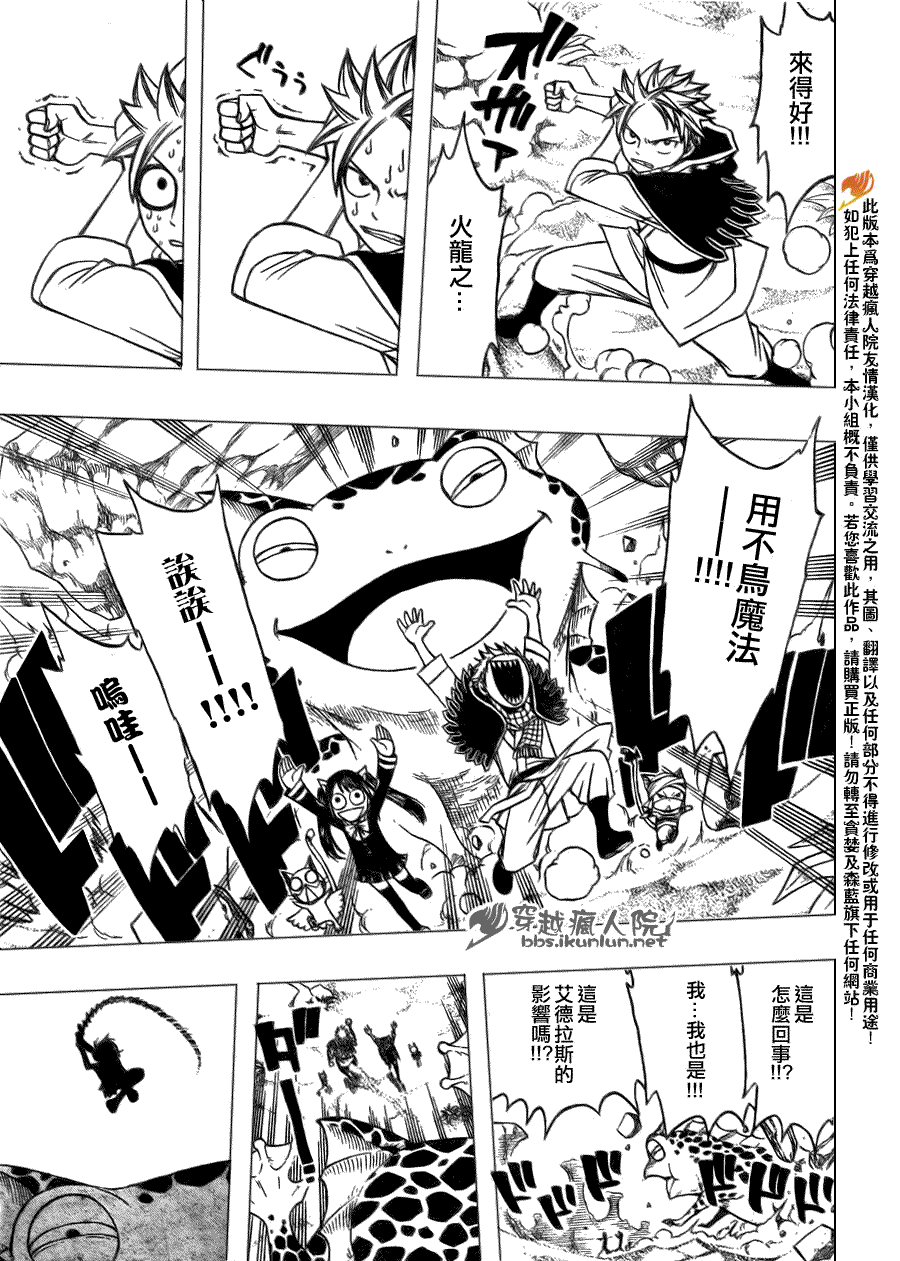 來得好!!!
ゴオオ
火龍之…
ぐうぅ
用不鳥魔法
——!!!!
誒誒——!!!!
嗚哇——
ドドドド
這是
怎麼回事!!?
我…我也是!!!
這是
艾德拉斯的
影響嗎!!?
ドドドドド
だーー!
穿越瘋人院
bbs.ikunlun.net
此版本爲穿越瘋人院友情漢化，僅供學習交流之用，其圖、翻譯以及任何部分不得進行修改或用于任何商業用途！
如犯上任何法律責任，本小組概不負責。若您喜歡此作品，請購買正版！請勿轉至貪婪及森藍旗下任何網站！